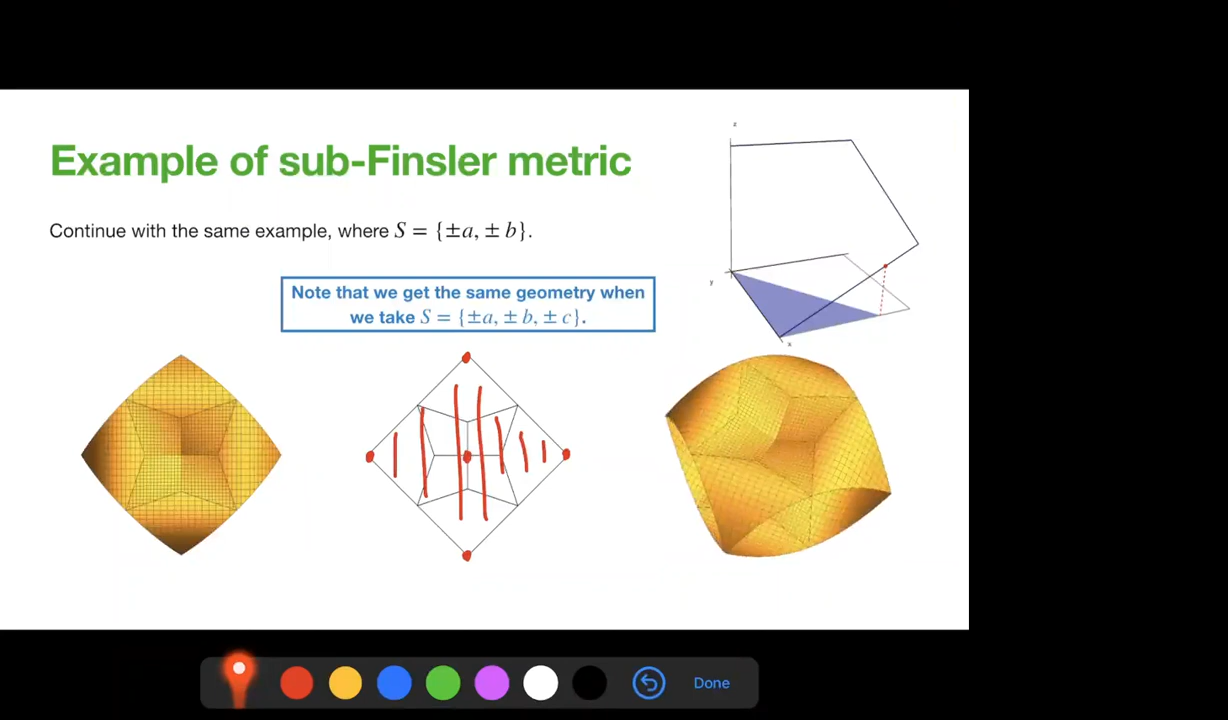 Example of sub-Finsler metric
Continue with the same example, where S = {±a, ± b}.
Note that we get the same geometry when
we take S = {±a, ± b, ± c}.
z
y
x
Done